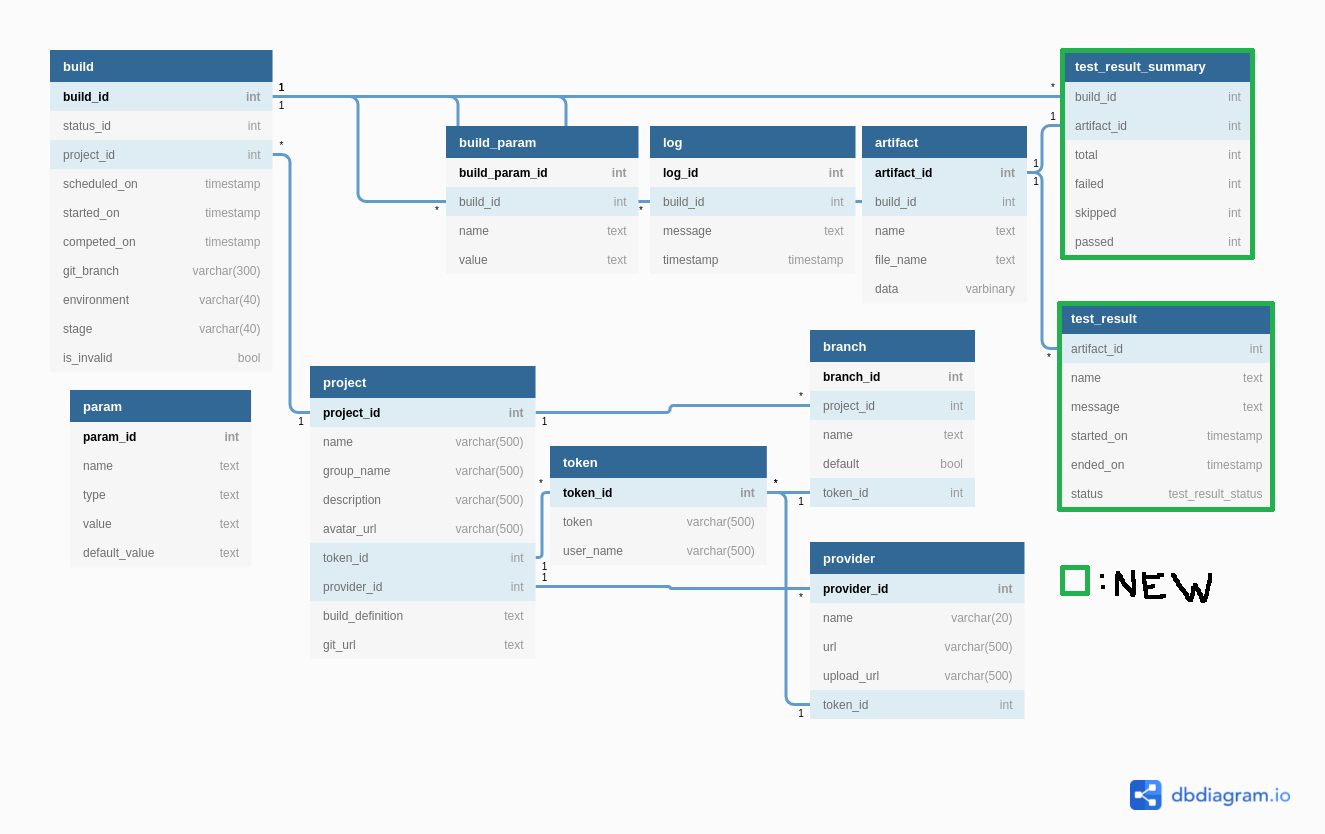 build
build_id int
status_id int
project_id int
scheduled_on timestamp
started_on timestamp
competed_on timestamp
git_branch varchar(300)
environment varchar(40)
stage varchar(40)
is_invalid bool
1
1
*
param
param_id int
name text
type text
value text
default_value text
build_param
build_param_id int
build_id int
name text
value text
*
*
log
log_id int
build_id int
message text
timestamp timestamp
artifact
artifact_id int
build_id int
name text
file_name text
data varbinary
1
1
*
1
test_result_summary
build_id int
artifact_id int
total int
failed int
skipped int
passed int
*
test_result
artifact_id int
name text
message text
started_on timestamp
ended_on timestamp
status test_result_status
1
project
project_id int
name varchar(500)
group_name varchar(500)
description varchar(500)
avatar_url varchar(500)
token_id int
provider_id int
build_definition text
git_url text
1
*
1
1
token
token_id int
token varchar(500)
user_name varchar(500)
*
*
1
branch
branch_id int
project_id int
name text
default bool
token_id int
*
1
provider
provider_id int
name varchar(20)
url varchar(500)
upload_url varchar(500)
token_id int
: NEW
dbdiagram.io